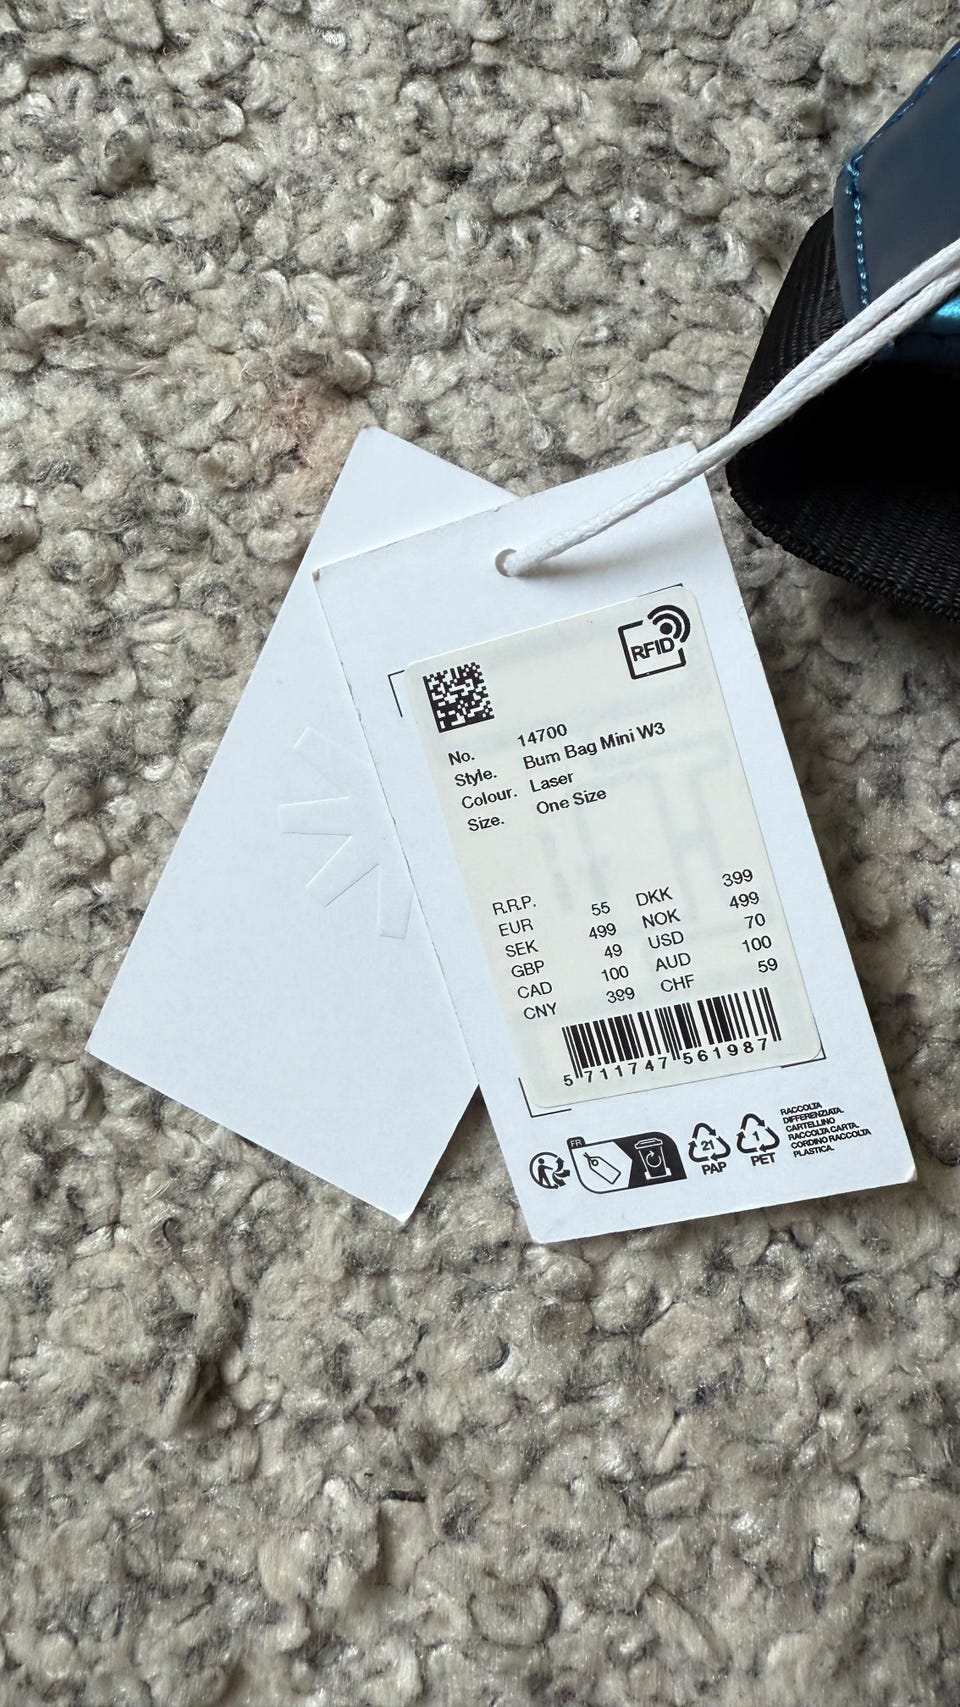 RFID
No. 14700
Style. Bum Bag Mini W3
Colour. Laser
Size. One Size
R.R.P.
EUR 55 DKK 399
SEK 499 NOK 499
GBP 49 USD 70
CAD 100 AUD 100
CNY 399 CHF 59
5 711747 561987
FR
21
PAP
1
PET
RACCOLTA
DIFFERENZIATA.
CARTELLINO
RACCOLTA CARTA.
CORDINO RACCOLTA
PLASTICA.